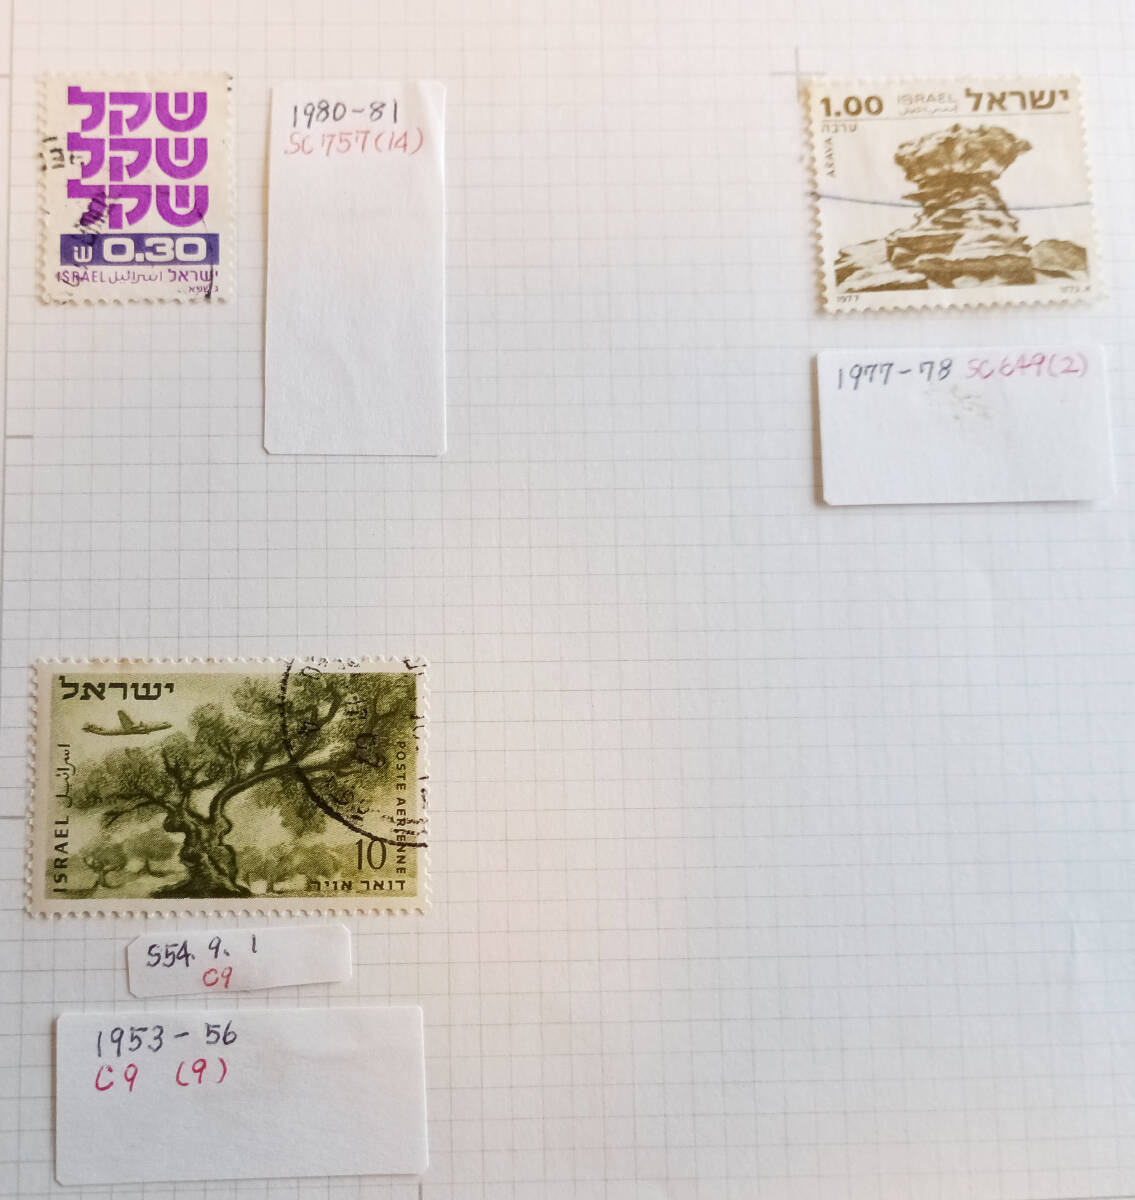 שקל
שקל
שקל
ש 0.30
ISRAEL اسرائيل ישראל
1980-81
SC757(14)
1.00 ISRAEL ישראל
اسرائيل
ערבה
ARAVA
1977
1977-78 SC649(2)
ישראל
ISRAEL اسرائيل
POSTE AERIENNE
10
דואר אויר
S54. 9. 1
C9
1953-56
C9 (9)